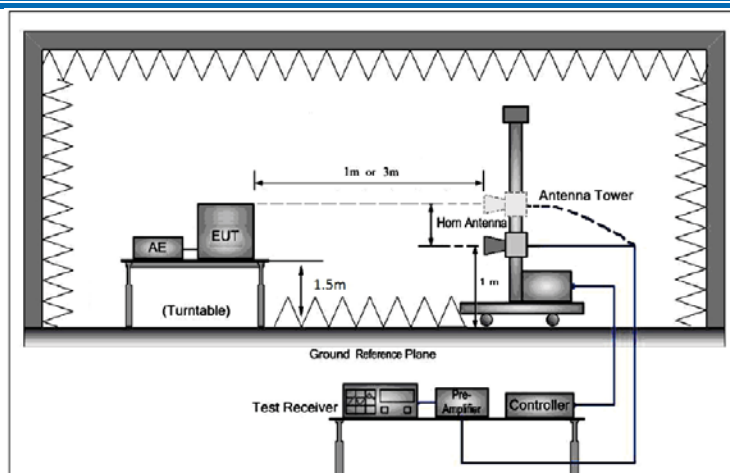 1m or 3m
Antenna Tower
Horn Antenna
EUT
AE
1 m
1.5m
(Turntable)
Ground Reference Plane
Test Receiver
Pre-
Amplifier
Controller